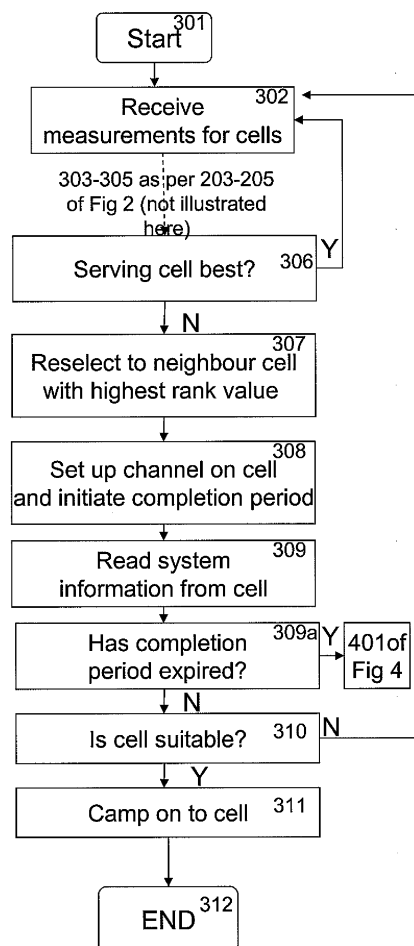 301
Start
302
Receive
measurements for cells
303-305 as per 203-205
of Fig 2 (not illustrated
here)
Serving cell best? 306
Y
N
307
Reselect to neighbour cell
with highest rank value
308
Set up channel on cell
and initiate completion period
309
Read system
information from cell
309a
Has completion
period expired?
Y
401of
Fig 4
N
Is cell suitable? 310
N
Y
Camp on to cell 311
END 312